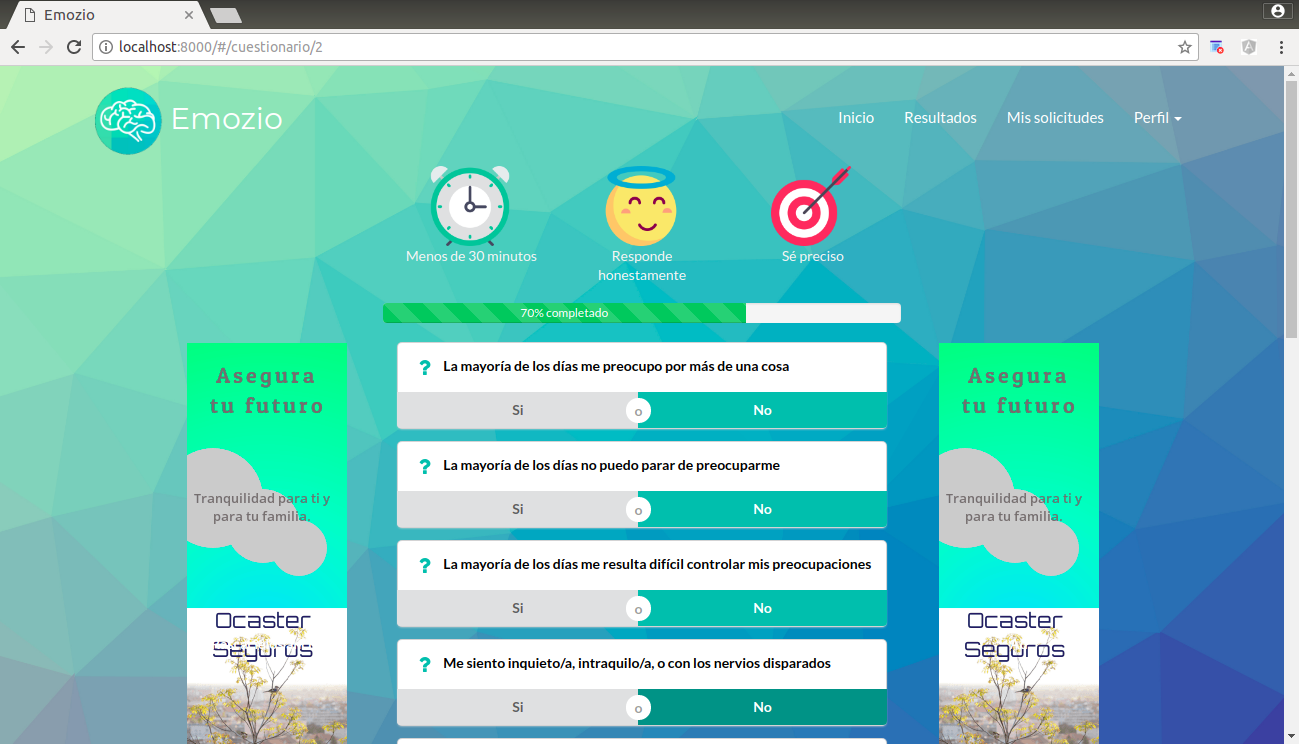 Emozio
localhost:8000/#/cuestionario/2
Emozio
Inicio Resultados Mis solicitudes Perfil
Menos de 30 minutos
Responde
honestamente
Sé preciso
70% completado
Asegura
tu futuro
Tranquilidad para ti y
para tu familia.
Ocaster
Seguros
La mayoría de los días me preocupo por más de una cosa
Si o No
La mayoría de los días no puedo parar de preocuparme
Si o No
La mayoría de los días me resulta difícil controlar mis preocupaciones
Si o No
Me siento inquieto/a, intraquilo/a, o con los nervios disparados
Si o No
Asegura
tu futuro
Tranquilidad para ti y
para tu familia.
Ocaster
Seguros